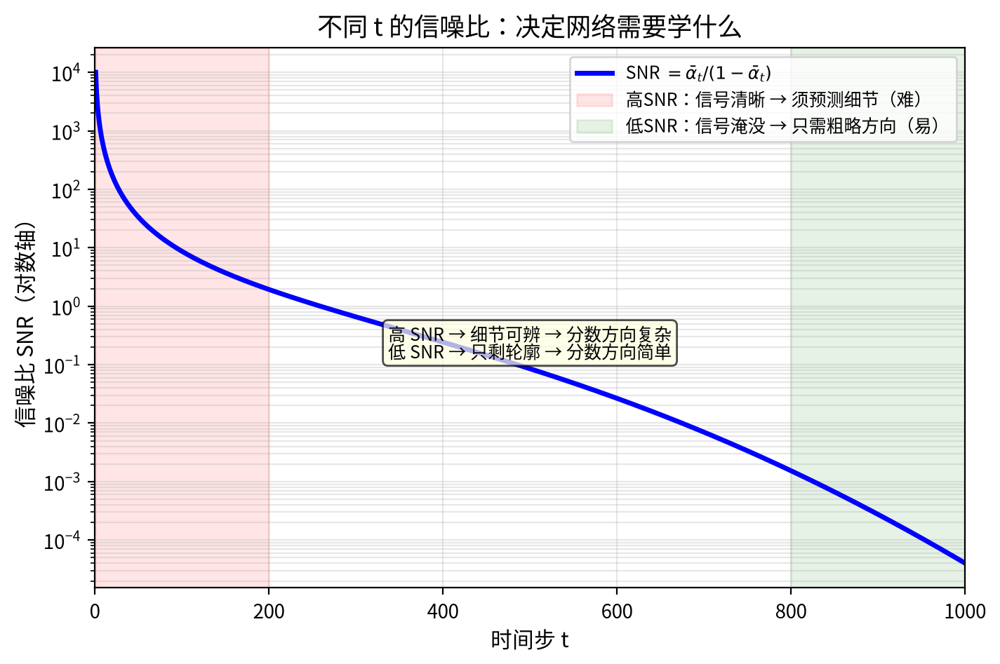 不同 t 的信噪比：决定网络需要学什么
SNR = ᾱₜ/(1 − ᾱₜ)
高SNR：信号清晰 → 须预测细节（难）
低SNR：信号淹没 → 只需粗略方向（易）
信噪比 SNR（对数轴）
10⁴
10³
10²
10¹
10⁰
10⁻¹
10⁻²
10⁻³
10⁻⁴
高 SNR → 细节可辨 → 分数方向复杂
低 SNR → 只剩轮廓 → 分数方向简单
0 200 400 600 800 1000
时间步 t